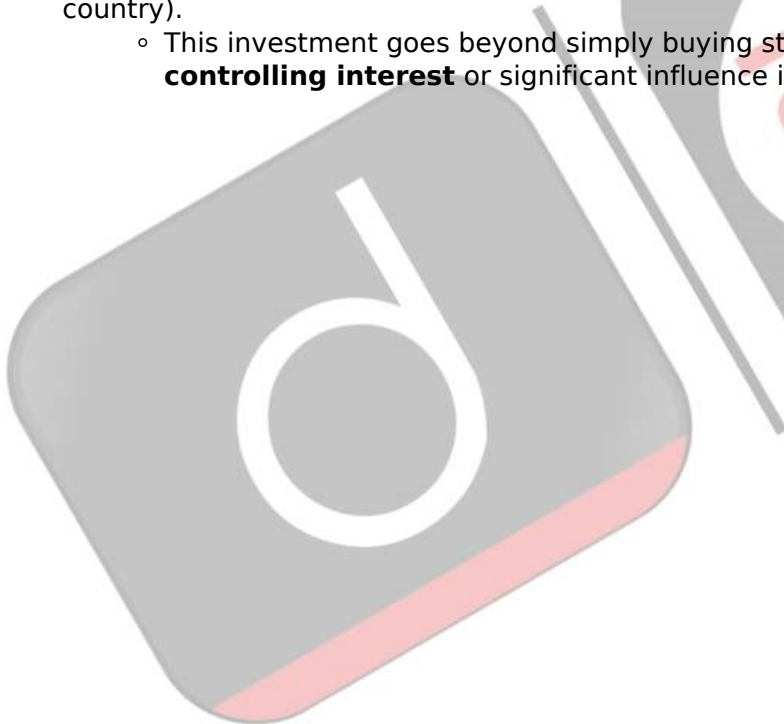 country).
◦ This investment goes beyond simply buying st
controlling interest or significant influence i
d